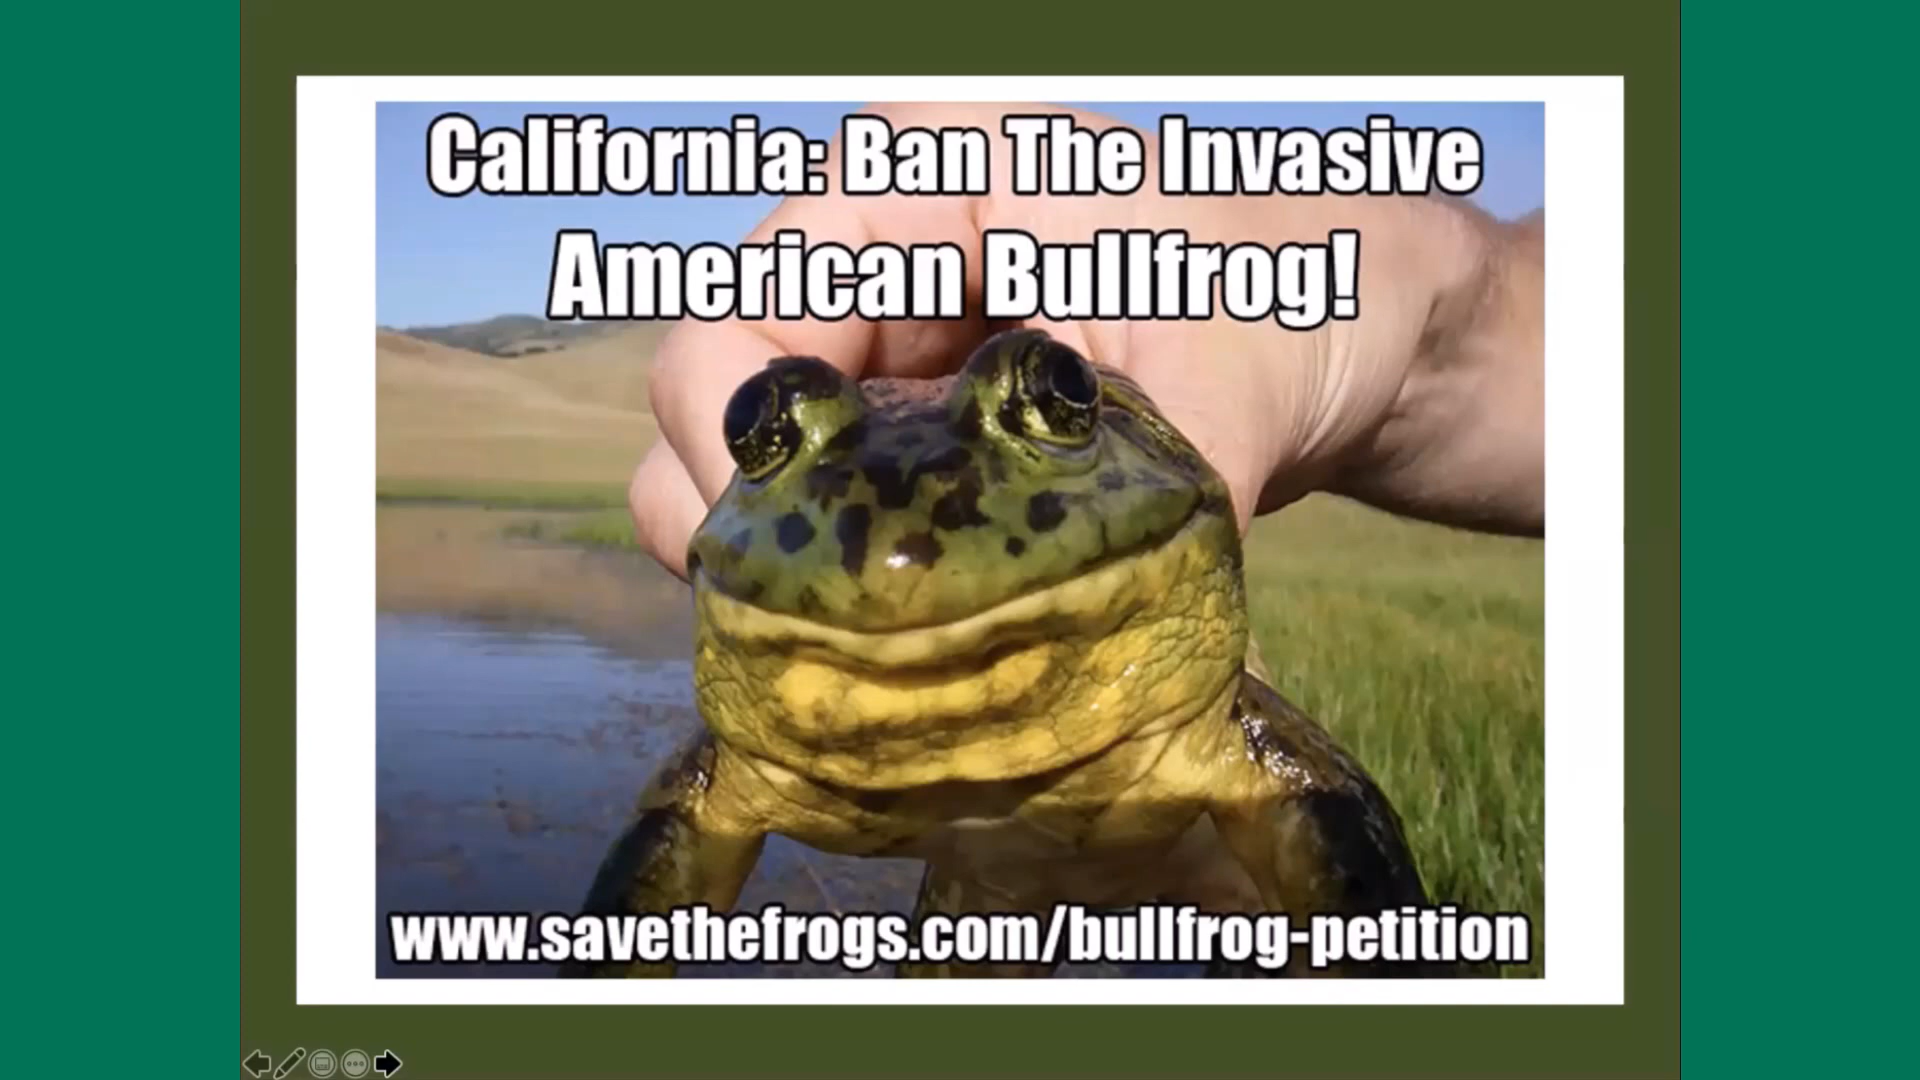 California: Ban The Invasive
American Bullfrog!
www.savethefrogs.com/bullfrog-petition